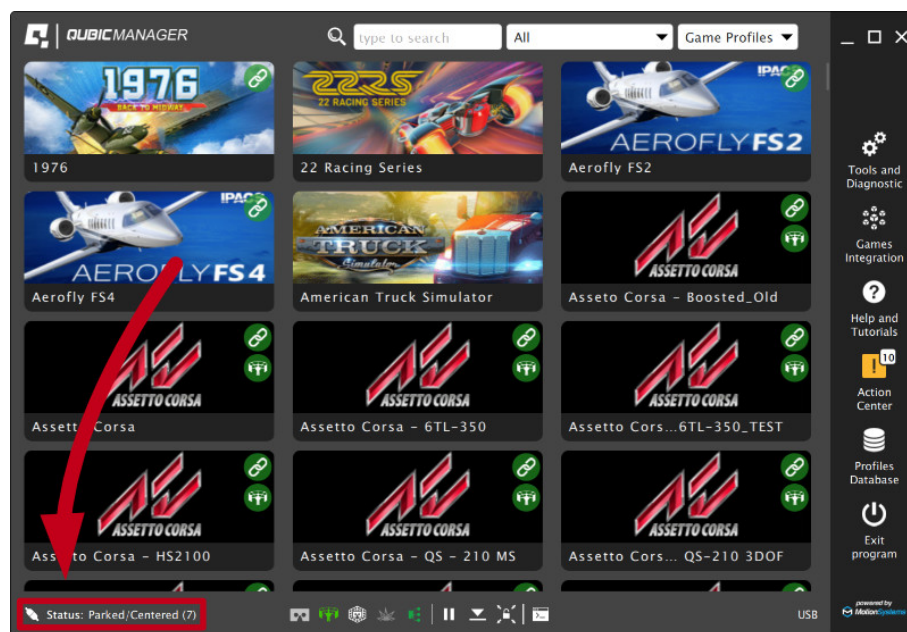 QUBIC MANAGER
type to search
All
Game Profiles
1976
BACK TO MIDWAY
222S
22 RACING SERIES
IPACS
AEROFLY FS2
1976
22 Racing Series
Aerofly FS2
IPACS
AEROFLY FS4
AMERICAN
TRUCK
Simulator
ASSETTO CORSA
Aerofly FS4
American Truck Simulator
Asseto Corsa - Boosted_Old
ASSETTO CORSA
ASSETTO CORSA
ASSETTO CORSA
Assetto Corsa
Assetto Corsa - 6TL-350
Assetto Cors...6TL-350_TEST
ASSETTO CORSA
ASSETTO CORSA
ASSETTO CORSA
Assetto Corsa - HS2100
Assetto Corsa - QS - 210 MS
Assetto Cors... QS-210 3DOF
Status: Parked/Centered (7)
USB
Tools and
Diagnostic
Games
Integration
Help and
Tutorials
10
Action
Center
Profiles
Database
Exit
program
powered by
MotionSystems